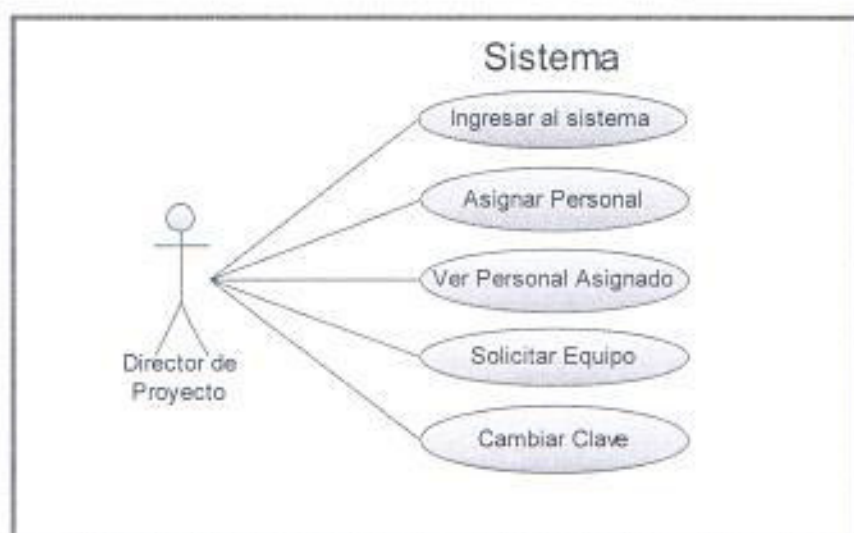 Sistema
Ingresar al sistema
Asignar Personal
Ver Personal Asignado
Solicitar Equipo
Cambiar Clave
Director de
Proyecto